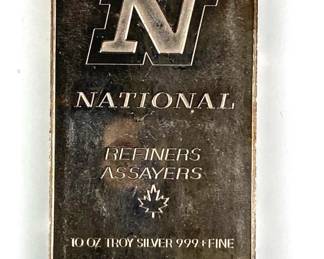 N
NATIONAL
REFINERS
ASSAYERS
10 OZ TROY SILVER 999+FINE